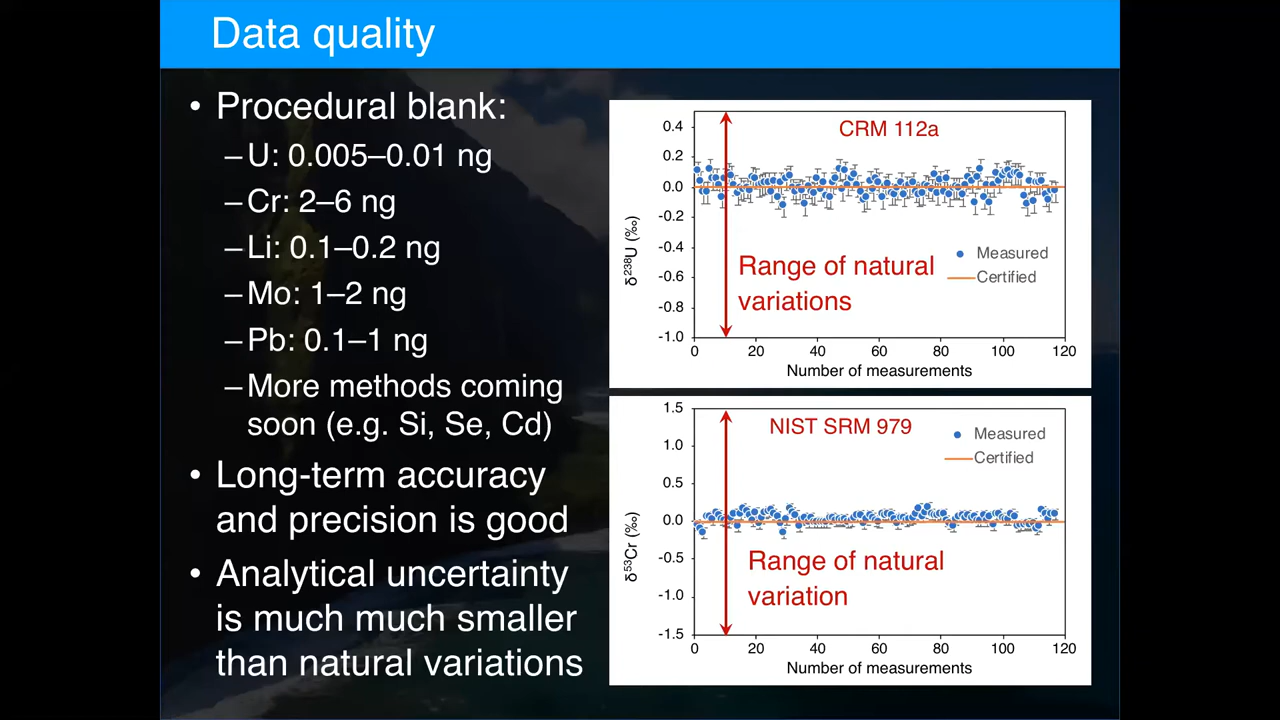 Data quality
• Procedural blank:
–U: 0.005–0.01 ng
–Cr: 2–6 ng
–Li: 0.1–0.2 ng
–Mo: 1–2 ng
–Pb: 0.1–1 ng
–More methods coming
soon (e.g. Si, Se, Cd)
• Long-term accuracy
and precision is good
• Analytical uncertainty
is much much smaller
than natural variations
CRM 112a
0.4
0.2
0.0
-0.2
-0.4
-0.6
-0.8
-1.0
δ²³⁸U (‰)
Measured
Certified
Range of natural
variations
0 20 40 60 80 100 120
Number of measurements
NIST SRM 979
1.5
1.0
0.5
0.0
-0.5
-1.0
-1.5
δ⁵³Cr (‰)
Measured
Certified
Range of natural
variation
0 20 40 60 80 100 120
Number of measurements